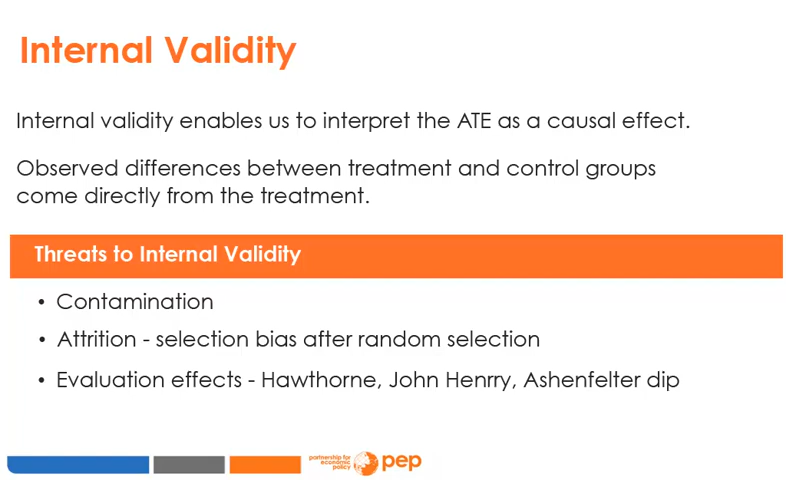 Internal Validity
Internal validity enables us to interpret the ATE as a causal effect.
Observed differences between treatment and control groups
come directly from the treatment.
Threats to Internal Validity
• Contamination
• Attrition - selection bias after random selection
• Evaluation effects - Hawthorne, John Henrry, Ashenfelter dip
partnership for
economic
policy
pep